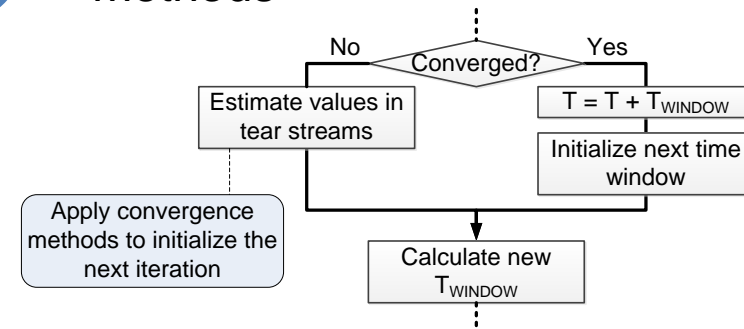 methods
No
Converged?
Yes
Estimate values in
tear streams
T = T + TWINDOW
Initialize next time
window
Apply convergence
methods to initialize the
next iteration
Calculate new
TWINDOW